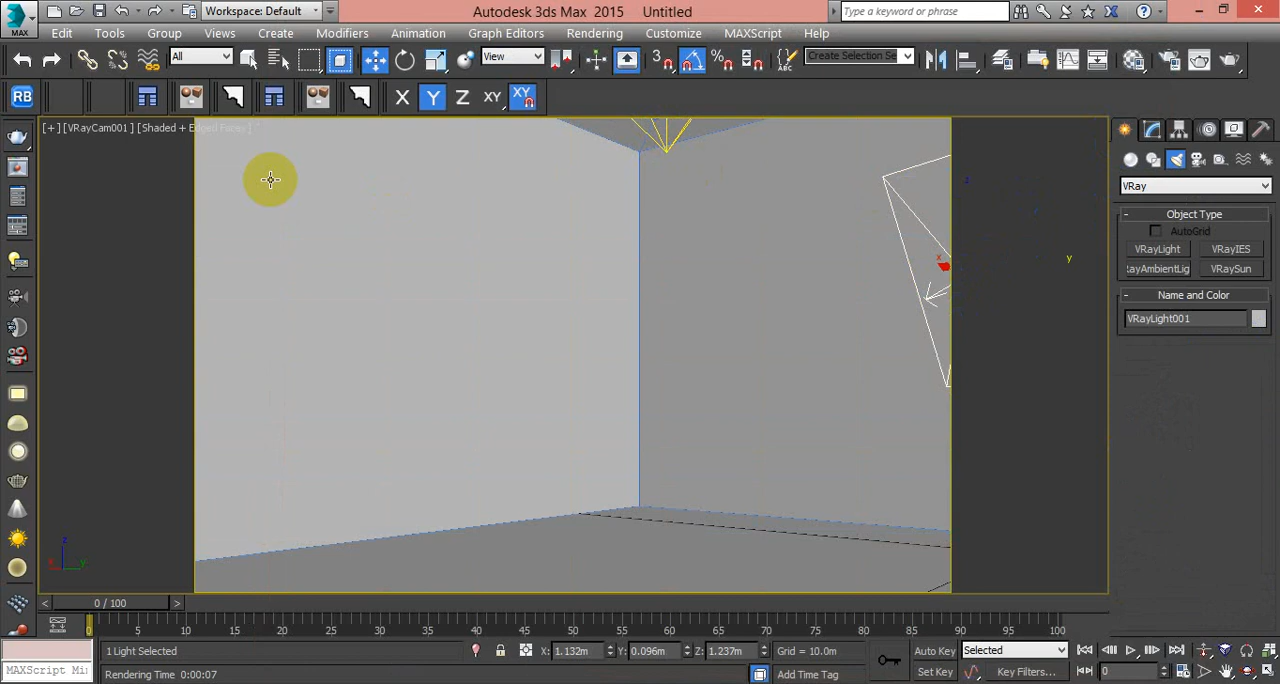 MAX
Workspace: Default
Autodesk 3ds Max 2015
Untitled
Type a keyword or phrase
Edit
Tools
Group
Views
Create
Modifiers
Animation
Graph Editors
Rendering
Customize
MAXScript
Help
All
View
3
Create Selection Se
RB
X
Y
Z
XY
XY
[+] [VRayCam001] [Shaded + Edged Faces]
z
x
y
z
x
y
VRay
- Object Type
AutoGrid
VRayLight
VRayIES
ayAmbientLig
VRaySun
- Name and Color
VRayLight001
< 0 / 100 >
0
5
10
15
20
25
30
35
40
45
50
55
60
65
70
75
80
85
90
95
100
1 Light Selected
X: 1.132m
Y: 0.096m
Z: 1.237m
Grid = 10.0m
Auto Key
Selected
MAXScript Mi
Rendering Time 0:00:07
Add Time Tag
Set Key
Key Filters...
0